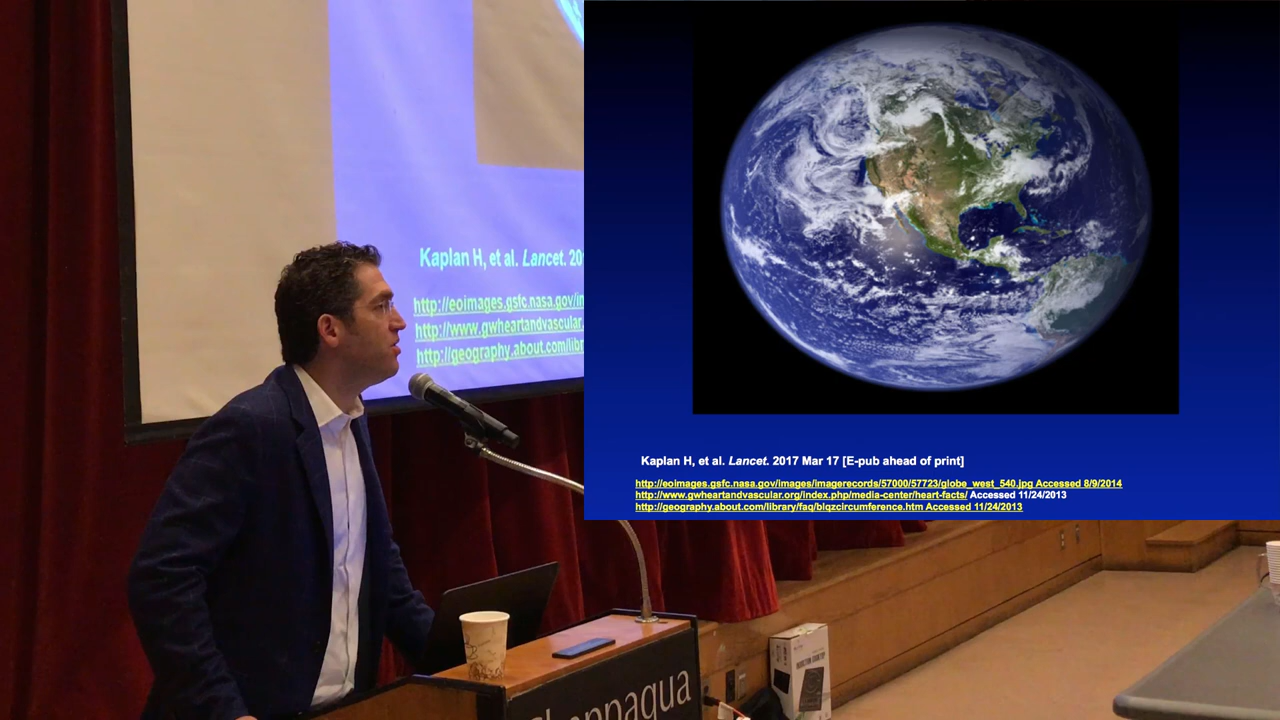 Kaplan H, et al. Lancet. 20
http://eoimages.gsfc.nasa.gov/in
http://www.gwheartandvascular.
http://geography.about.com/libr
Kaplan H, et al. Lancet. 2017 Mar 17 [E-pub ahead of print]
http://eoimages.gsfc.nasa.gov/images/imagerecords/57000/57723/globe_west_540.jpg Accessed 8/9/2014
http://www.gwheartandvascular.org/index.php/media-center/heart-facts/ Accessed 11/24/2013
http://geography.about.com/library/faq/blqzcircumference.htm Accessed 11/24/2013
Chappaqua